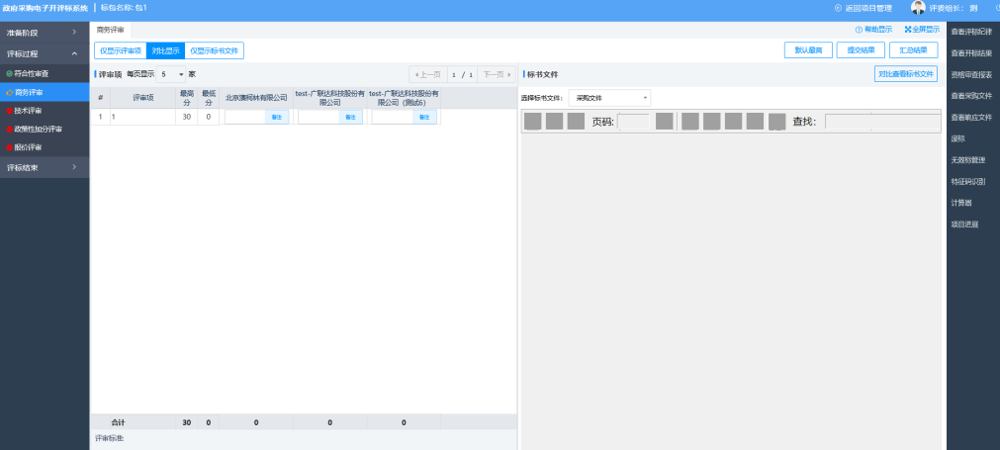 政府采购电子开评标系统 标包名称:包1 返回项目管理 评委组长: 测
准备阶段
评标过程
符合性审查
商务评审
技术评审
政策性加分评审
报价评审
评标结束
商务评审 帮助显示 全屏显示
仅显示评审项 对比显示 仅显示标书文件 默认最高 提交结果 汇总结果
评审项 每页显示 5 家 上一页 1 / 1 下一页
# 评审项 最高分 最低分 北京澳柯林有限公司 test-广联达科技股份有限公司 test-广联达科技股份有限公司(测试6)
1 1 30 0 备注 备注 备注
合计 30 0 0 0 0
评审标准:
标书文件 对比查看标书文件
选择标书文件: 采购文件
页码: 查找:
查看评标纪律
查看开标结果
资格审查报表
查看采购文件
查看响应文件
废标
无效标管理
特征码识别
计算器
项目进展